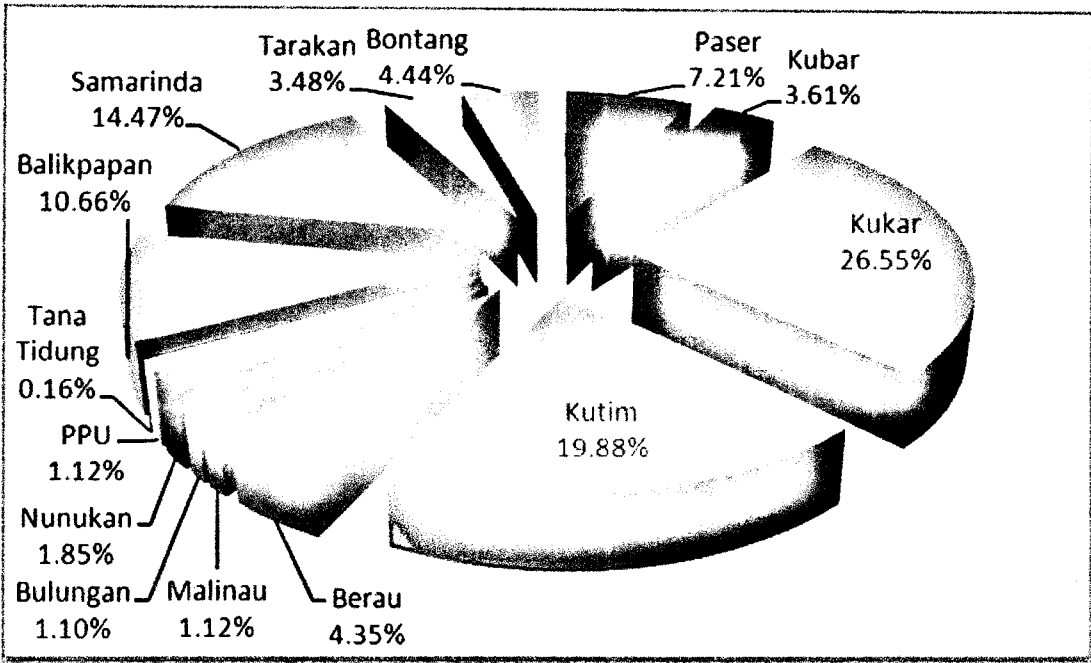 Tarakan
3.48%
Bontang
4.44%
Paser
7.21%
Kubar
3.61%
Samarinda
14.47%
Balikpapan
10.66%
Kukar
26.55%
Tana
Tidung
0.16%
Kutim
19.88%
PPU
1.12%
Nunukan
1.85%
Bulungan
1.10%
Malinau
1.12%
Berau
4.35%